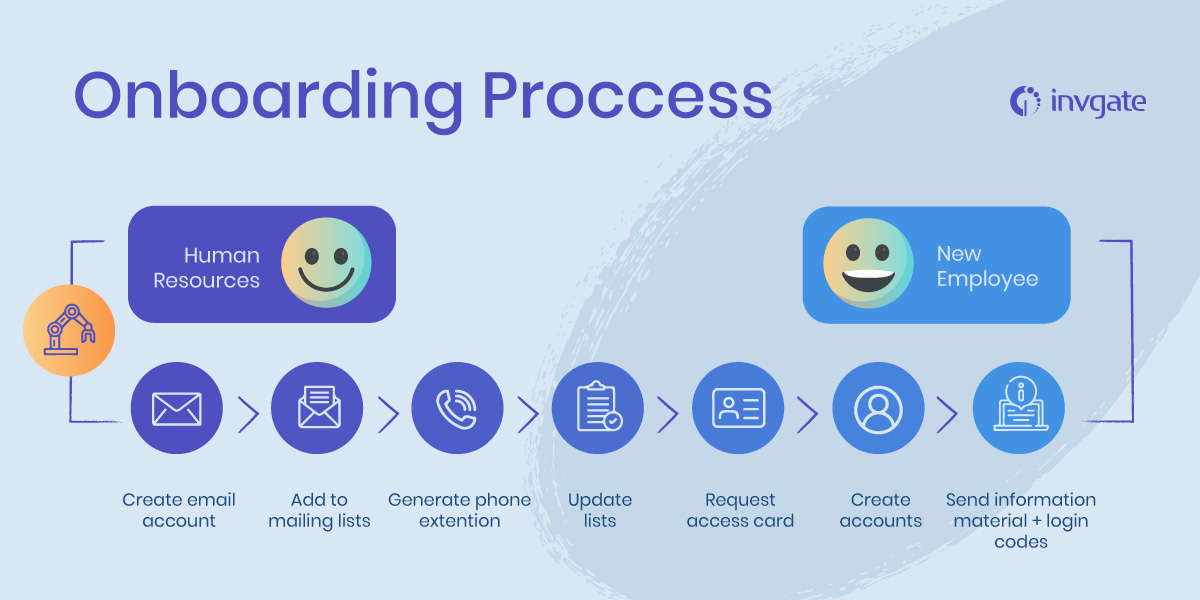 Onboarding Proccess
invgate
Human
Resources
New
Employee
Create email
account
Add to
mailing lists
Generate phone
extention
Update
lists
Request
access card
Create
accounts
Send information
material + login
codes